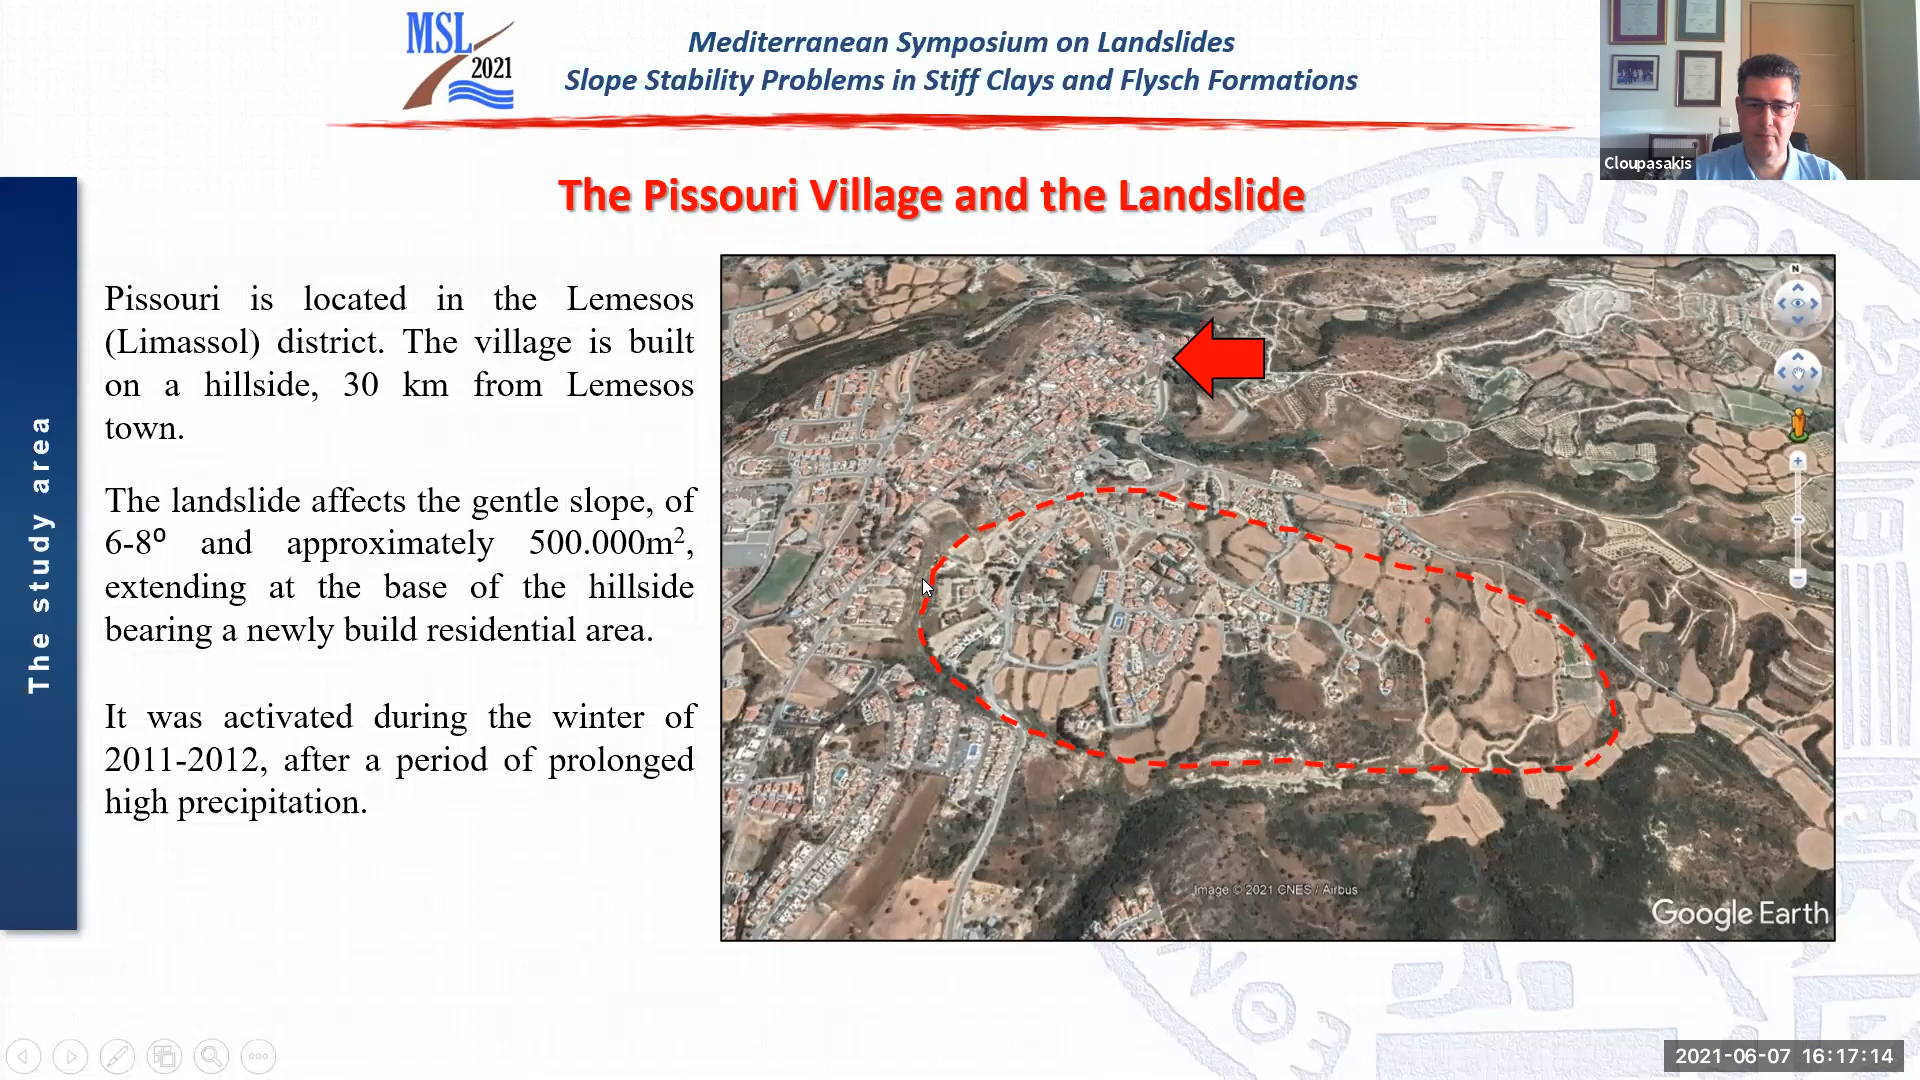 MSL
2021
Mediterranean Symposium on Landslides
Slope Stability Problems in Stiff Clays and Flysch Formations
Cloupasakis
The Pissouri Village and the Landslide
The study area
Pissouri is located in the Lemesos
(Limassol) district. The village is built
on a hillside, 30 km from Lemesos
town.
The landslide affects the gentle slope, of
6-8⁰ and approximately 500.000m²,
extending at the base of the hillside
bearing a newly build residential area.
It was activated during the winter of
2011-2012, after a period of prolonged
high precipitation.
N
Image © 2021 CNES / Airbus
Google Earth
2021-06-07 16:17:14